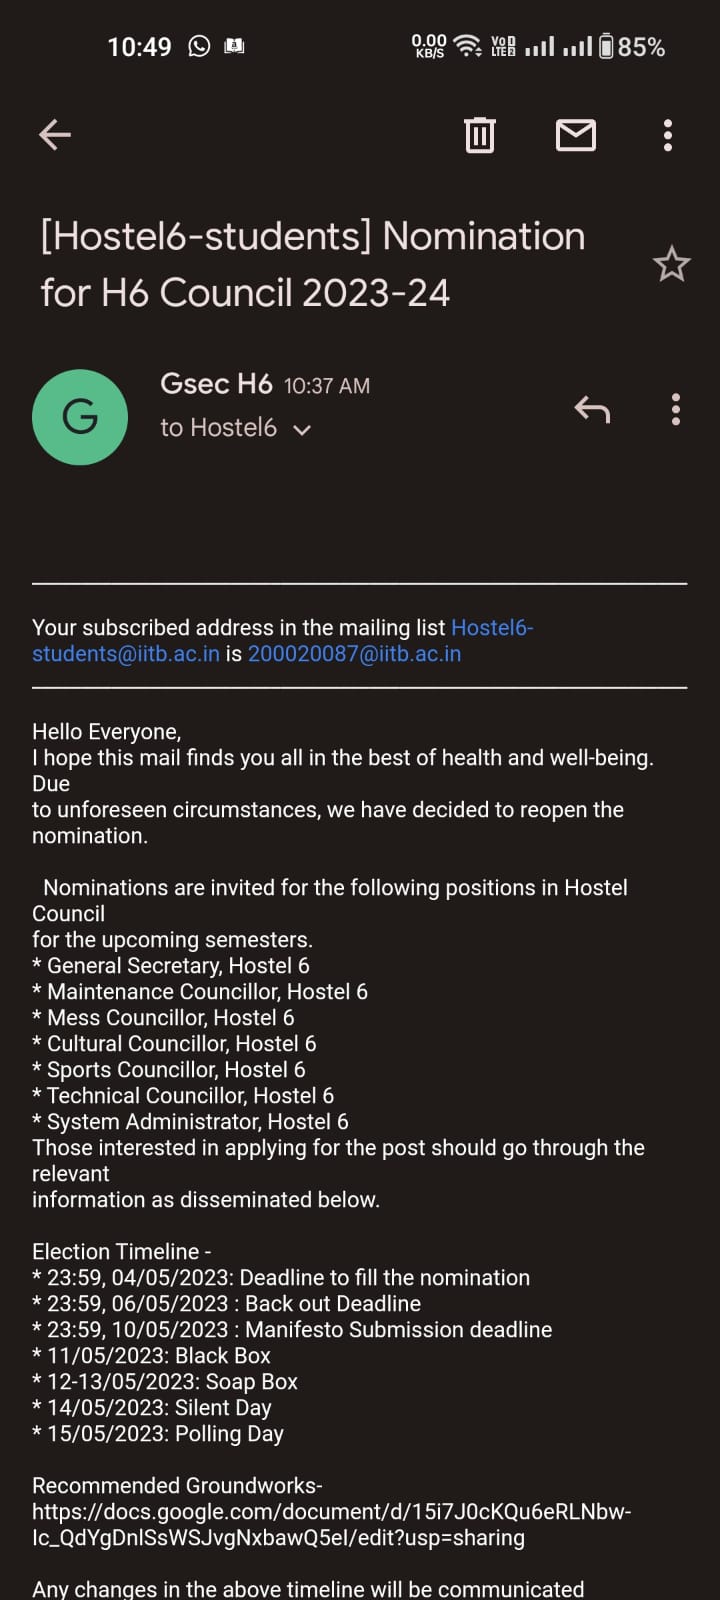 10:49
0.00 KB/S
VoD LTE2
85%
[Hostel6-students] Nomination
for H6 Council 2023-24
G
Gsec H6 10:37 AM
to Hostel6
Your subscribed address in the mailing list Hostel6-
students@iitb.ac.in is 200020087@iitb.ac.in
Hello Everyone,
I hope this mail finds you all in the best of health and well-being.
Due
to unforeseen circumstances, we have decided to reopen the
nomination.
Nominations are invited for the following positions in Hostel
Council
for the upcoming semesters.
* General Secretary, Hostel 6
* Maintenance Councillor, Hostel 6
* Mess Councillor, Hostel 6
* Cultural Councillor, Hostel 6
* Sports Councillor, Hostel 6
* Technical Councillor, Hostel 6
* System Administrator, Hostel 6
Those interested in applying for the post should go through the
relevant
information as disseminated below.
Election Timeline -
* 23:59, 04/05/2023: Deadline to fill the nomination
* 23:59, 06/05/2023 : Back out Deadline
* 23:59, 10/05/2023 : Manifesto Submission deadline
* 11/05/2023: Black Box
* 12-13/05/2023: Soap Box
* 14/05/2023: Silent Day
* 15/05/2023: Polling Day
Recommended Groundworks-
https://docs.google.com/document/d/15i7J0cKQu6eRLNbw-
Ic_QdYgDnlSsWSJvgNxbawQ5eI/edit?usp=sharing
Any changes in the above timeline will be communicated